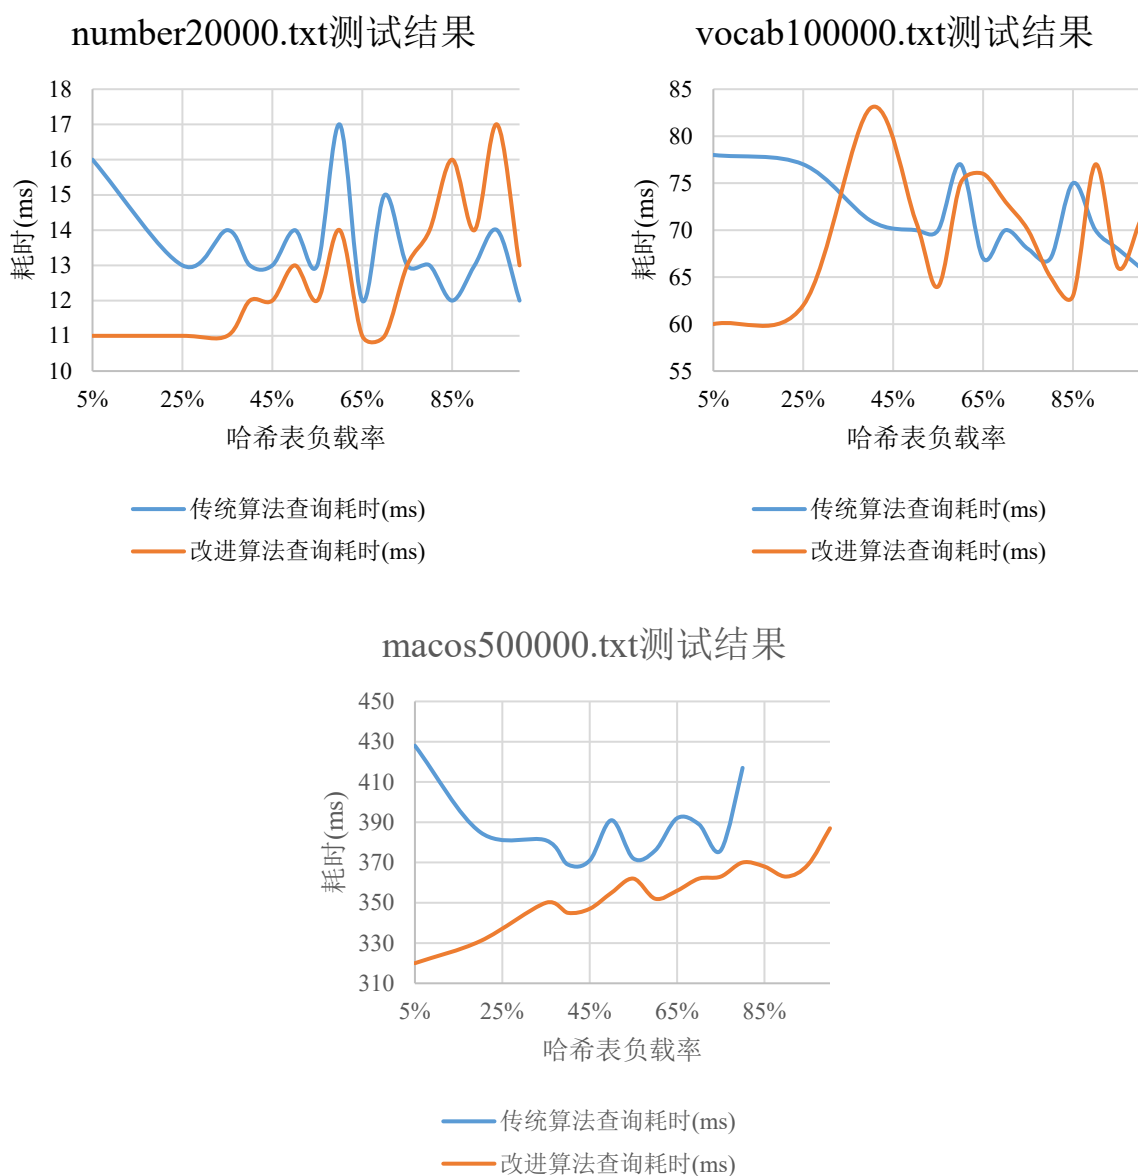 number20000.txt测试结果
18
17
16
15
14
13
12
11
10
耗时(ms)
5% 25% 45% 65% 85%
哈希表负载率
传统算法查询耗时(ms)
改进算法查询耗时(ms)
vocab100000.txt测试结果
85
80
75
70
65
60
55
耗时(ms)
5% 25% 45% 65% 85%
哈希表负载率
传统算法查询耗时(ms)
改进算法查询耗时(ms)
macos500000.txt测试结果
450
430
410
390
370
350
330
310
耗时(ms)
5% 25% 45% 65% 85%
哈希表负载率
传统算法查询耗时(ms)
改进算法查询耗时(ms)